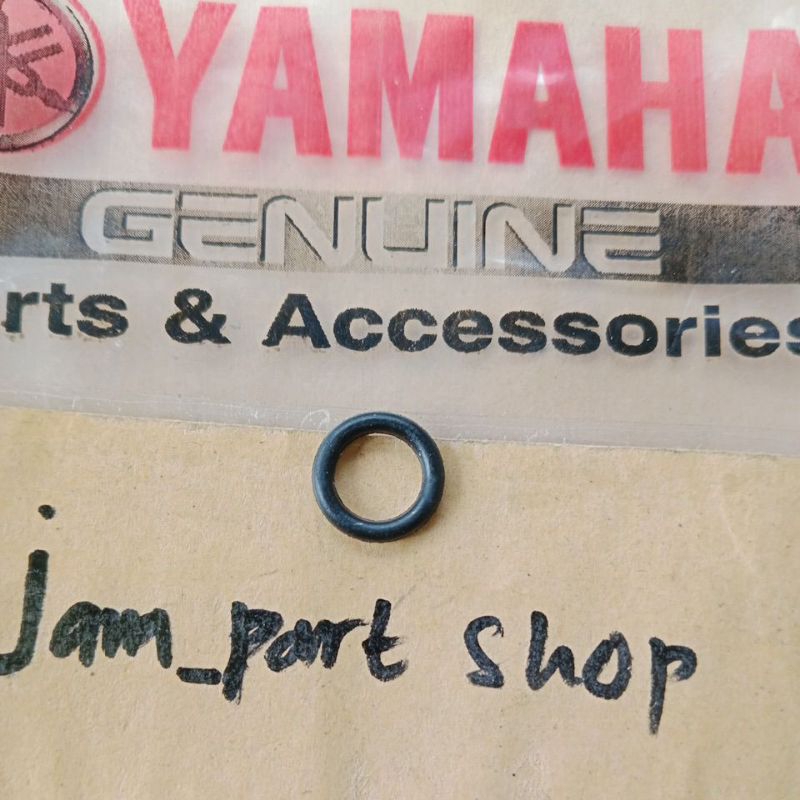 YAMAHA
GENUINE
rts & Accessories
jam_part shop